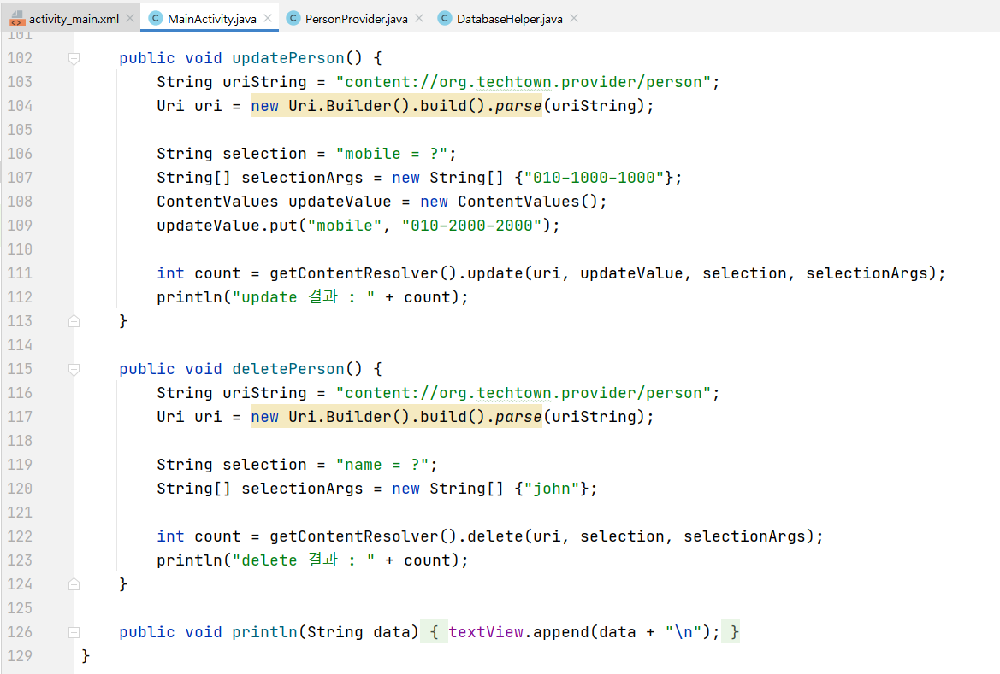 activity_main.xml MainActivity.java PersonProvider.java DatabaseHelper.java
101
102 public void updatePerson() {
103 String uriString = "content://org.techtown.provider/person";
104 Uri uri = new Uri.Builder().build().parse(uriString);
105
106 String selection = "mobile = ?";
107 String[] selectionArgs = new String[] {"010-1000-1000"};
108 ContentValues updateValue = new ContentValues();
109 updateValue.put("mobile", "010-2000-2000");
110
111 int count = getContentResolver().update(uri, updateValue, selection, selectionArgs);
112 println("update 결과 : " + count);
113 }
114
115 public void deletePerson() {
116 String uriString = "content://org.techtown.provider/person";
117 Uri uri = new Uri.Builder().build().parse(uriString);
118
119 String selection = "name = ?";
120 String[] selectionArgs = new String[] {"john"};
121
122 int count = getContentResolver().delete(uri, selection, selectionArgs);
123 println("delete 결과 : " + count);
124 }
125
126 public void println(String data) { textView.append(data + "\n"); }
129 }